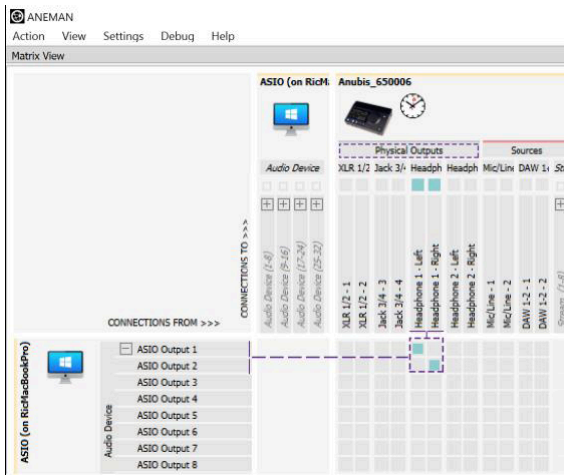 ANEMAN
Action View Settings Debug Help
Matrix View
ASIO (on RicMa
Anubis_650006
Physical Outputs
Sources
Audio Device
XLR 1/2
Jack 3/4
Headph
Headph
Mic/Line
DAW 1-
St
CONNECTIONS TO >>>
Audio Device (1-8)
Audio Device (9-16)
Audio Device (17-24)
Audio Device (25-32)
XLR 1/2 - 1
XLR 1/2 - 2
Jack 3/4 - 3
Jack 3/4 - 4
Headphone 1 - Left
Headphone 1 - Right
Headphone 2 - Left
Headphone 2 - Right
Mic/Line - 1
Mic/Line - 2
DAW 1-2 - 1
DAW 1-2 - 2
Stream (1-8)
CONNECTIONS FROM >>>
ASIO (on RicMacBookPro)
Audio Device
ASIO Output 1
ASIO Output 2
ASIO Output 3
ASIO Output 4
ASIO Output 5
ASIO Output 6
ASIO Output 7
ASIO Output 8